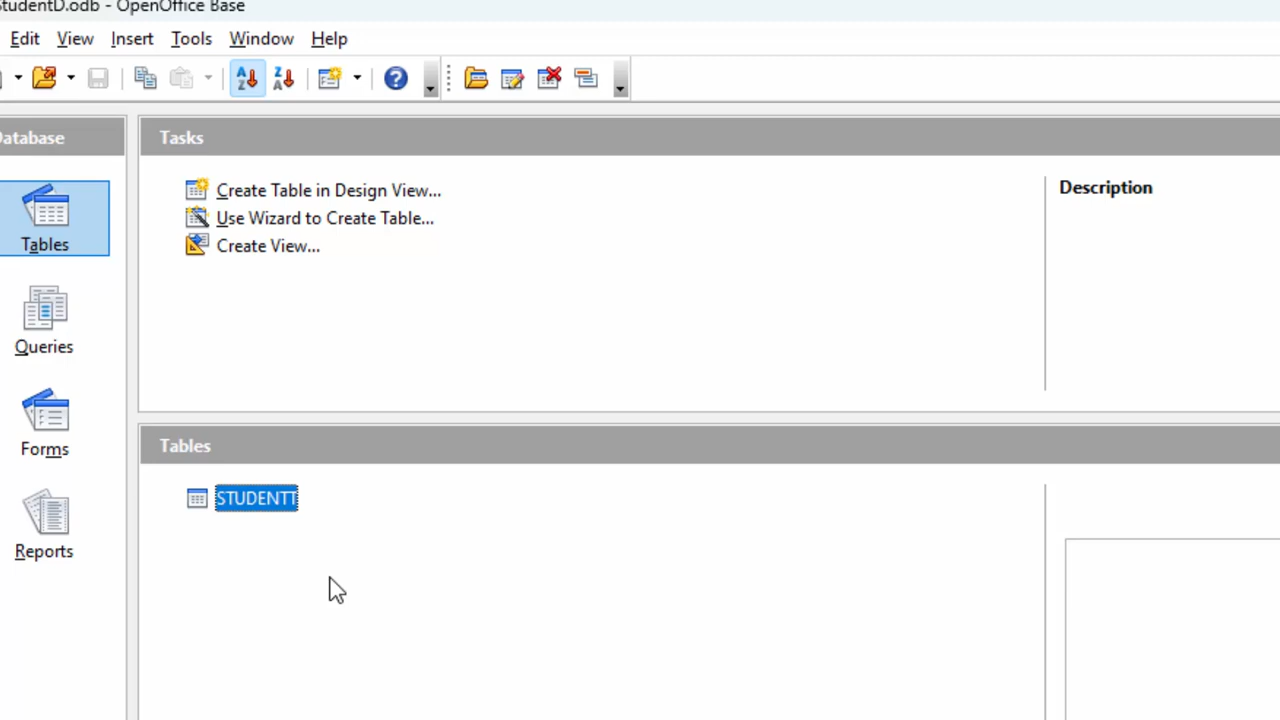 StudentD.odb - OpenOffice Base
Edit View Insert Tools Window Help
Database
Tasks
Create Table in Design View...
Use Wizard to Create Table...
Create View...
Description
Tables
Queries
Forms
Reports
Tables
STUDENTT